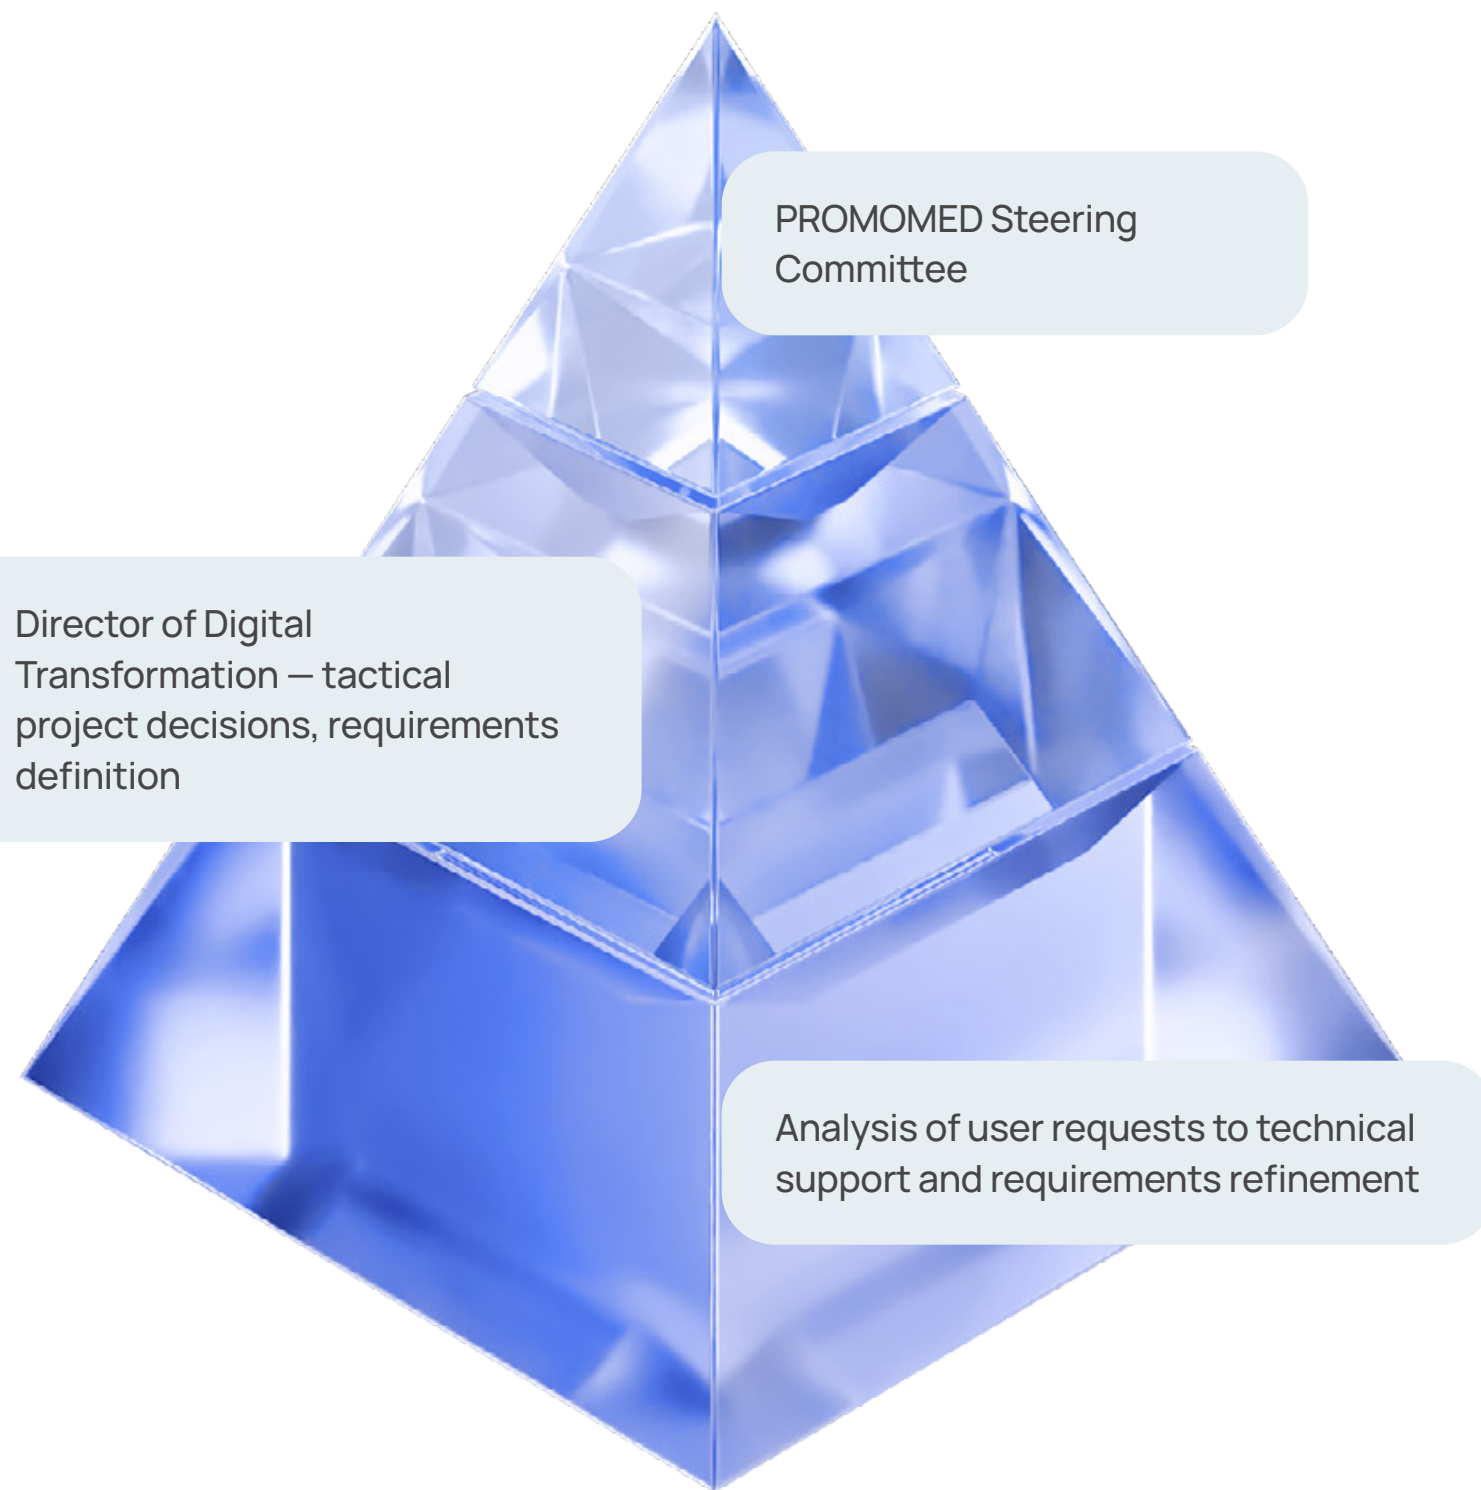 PROMOMED Steering
Committee
Director of Digital
Transformation — tactical
project decisions, requirements
definition
Analysis of user requests to technical
support and requirements refinement